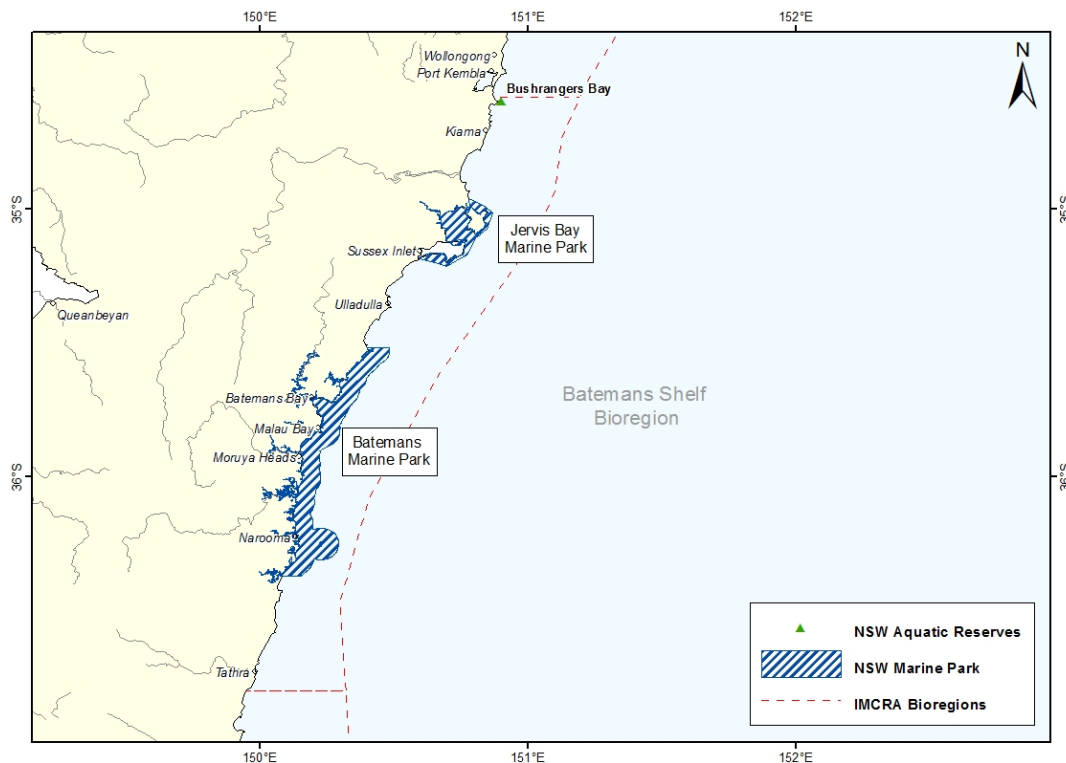 150°E
151°E
152°E
N
Wollongong
Port Kembla
Bushrangers Bay
Kiama
35°S
35°S
Jervis Bay
Marine Park
Sussex Inlet
Ulladulla
Queanbeyan
Batemans Bay
Batemans Shelf
Bioregion
Malau Bay
Batemans
Marine Park
Moruya Heads
36°S
36°S
Narooma
NSW Aquatic Reserves
NSW Marine Park
IMCRA Bioregions
Tathra
150°E
151°E
152°E